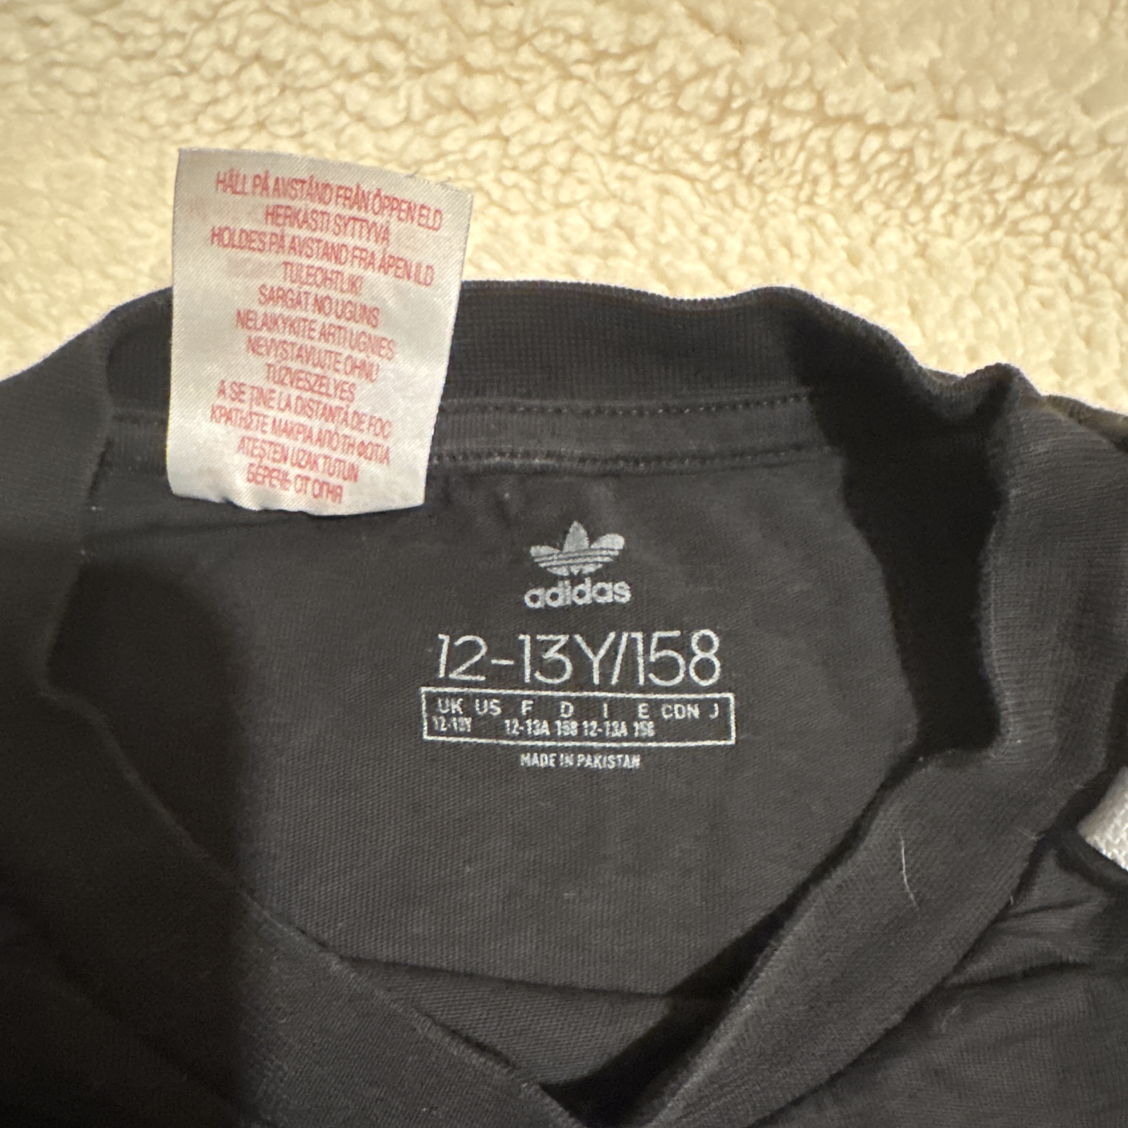 HÅLL PÅ AVSTÅND FRÅN ÖPPEN ELD
HERKÄSTI SYTTYVÄ
HOLDES PÅ AVSTAND FRA ÅPEN ILD
TULEOHTLIK!
SARGĀT NO UGUNS
NELAIKYKITE ARTI UGNIES
NEVYSTAVUJTE OHNU
TŰZVESZÉLYES
A SE ȚINE LA DISTANȚĂ DE FOC
ΚΡΑΤΗΣΤΕ ΜΑΚΡΙΑ ΑΠΟ ΤΗ ΦΩΤΙΑ
ATEŞTEN UZAK TUTUN
БЕРЕЧЬ ОТ ОГНЯ
adidas
12-13Y/158
UK US F D I E CDN J
12-13Y 12-13A 158 12-13A 158
MADE IN PAKISTAN